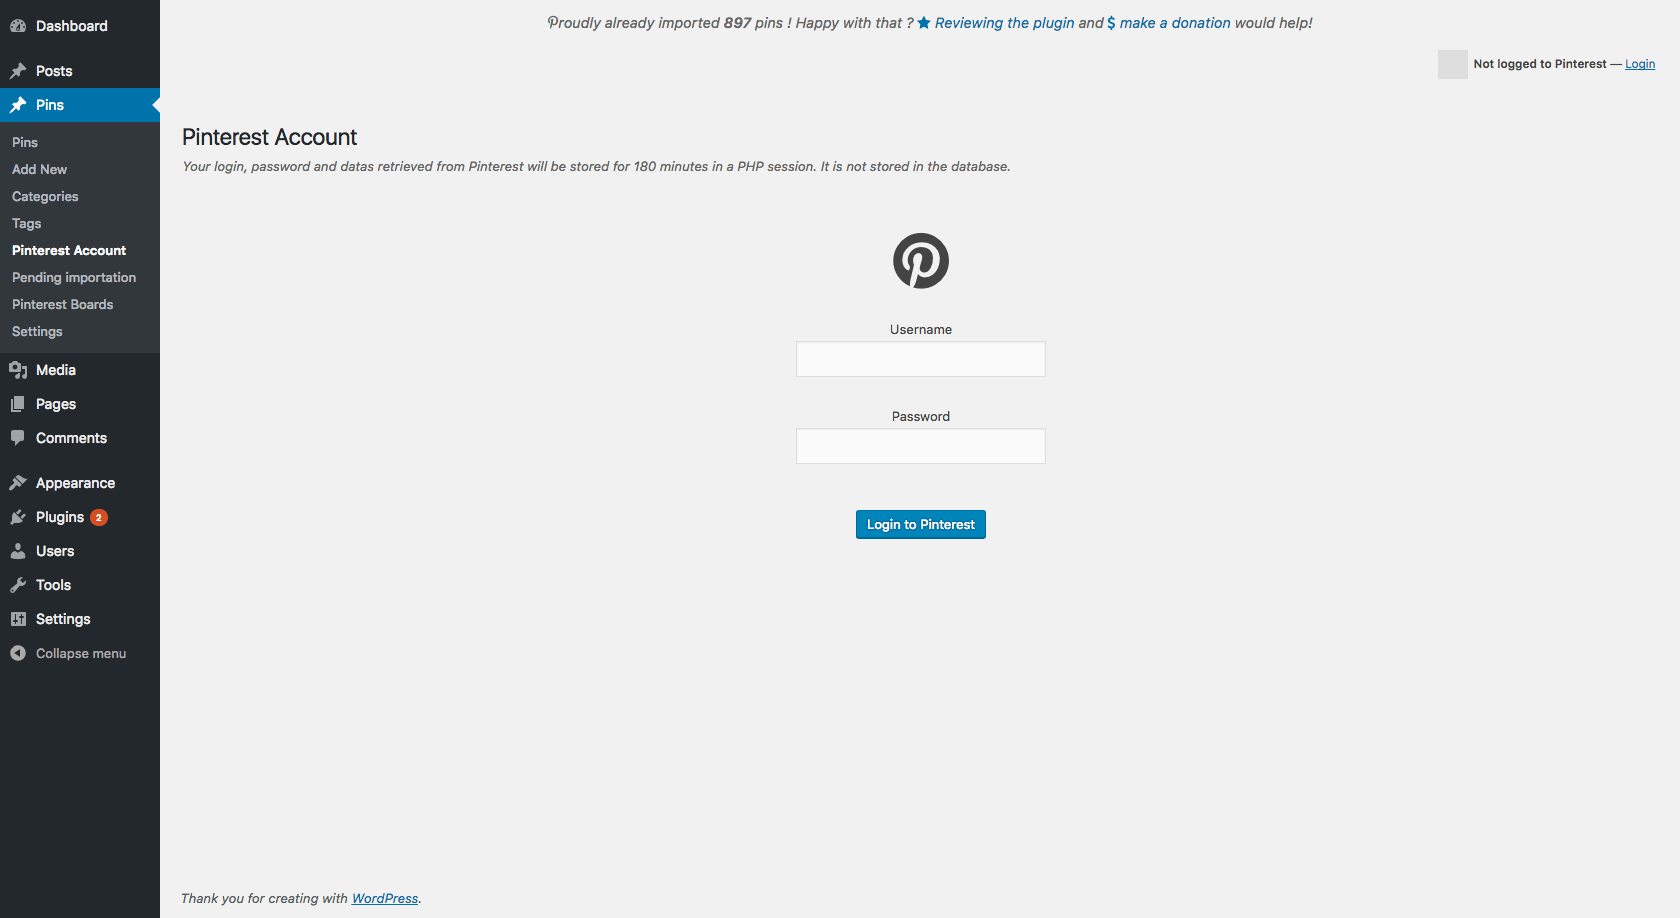 Dashboard
Posts
Pins
Pins
Add New
Categories
Tags
Pinterest Account
Pending importation
Pinterest Boards
Settings
Media
Pages
Comments
Appearance
Plugins 2
Users
Tools
Settings
Collapse menu
Proudly already imported 897 pins ! Happy with that ? Reviewing the plugin and $ make a donation would help!
Not logged to Pinterest — Login
Pinterest Account
Your login, password and datas retrieved from Pinterest will be stored for 180 minutes in a PHP session. It is not stored in the database.
Username
Password
Login to Pinterest
Thank you for creating with WordPress.